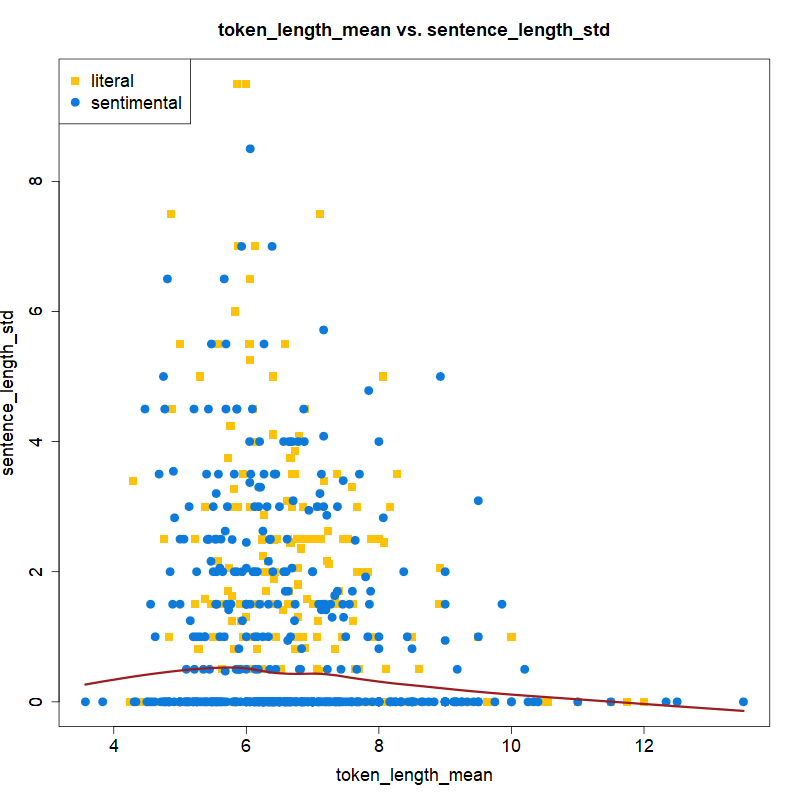 token_length_mean vs. sentence_length_std
literal
sentimental
8
6
4
2
0
sentence_length_std
4 6 8 10 12
token_length_mean